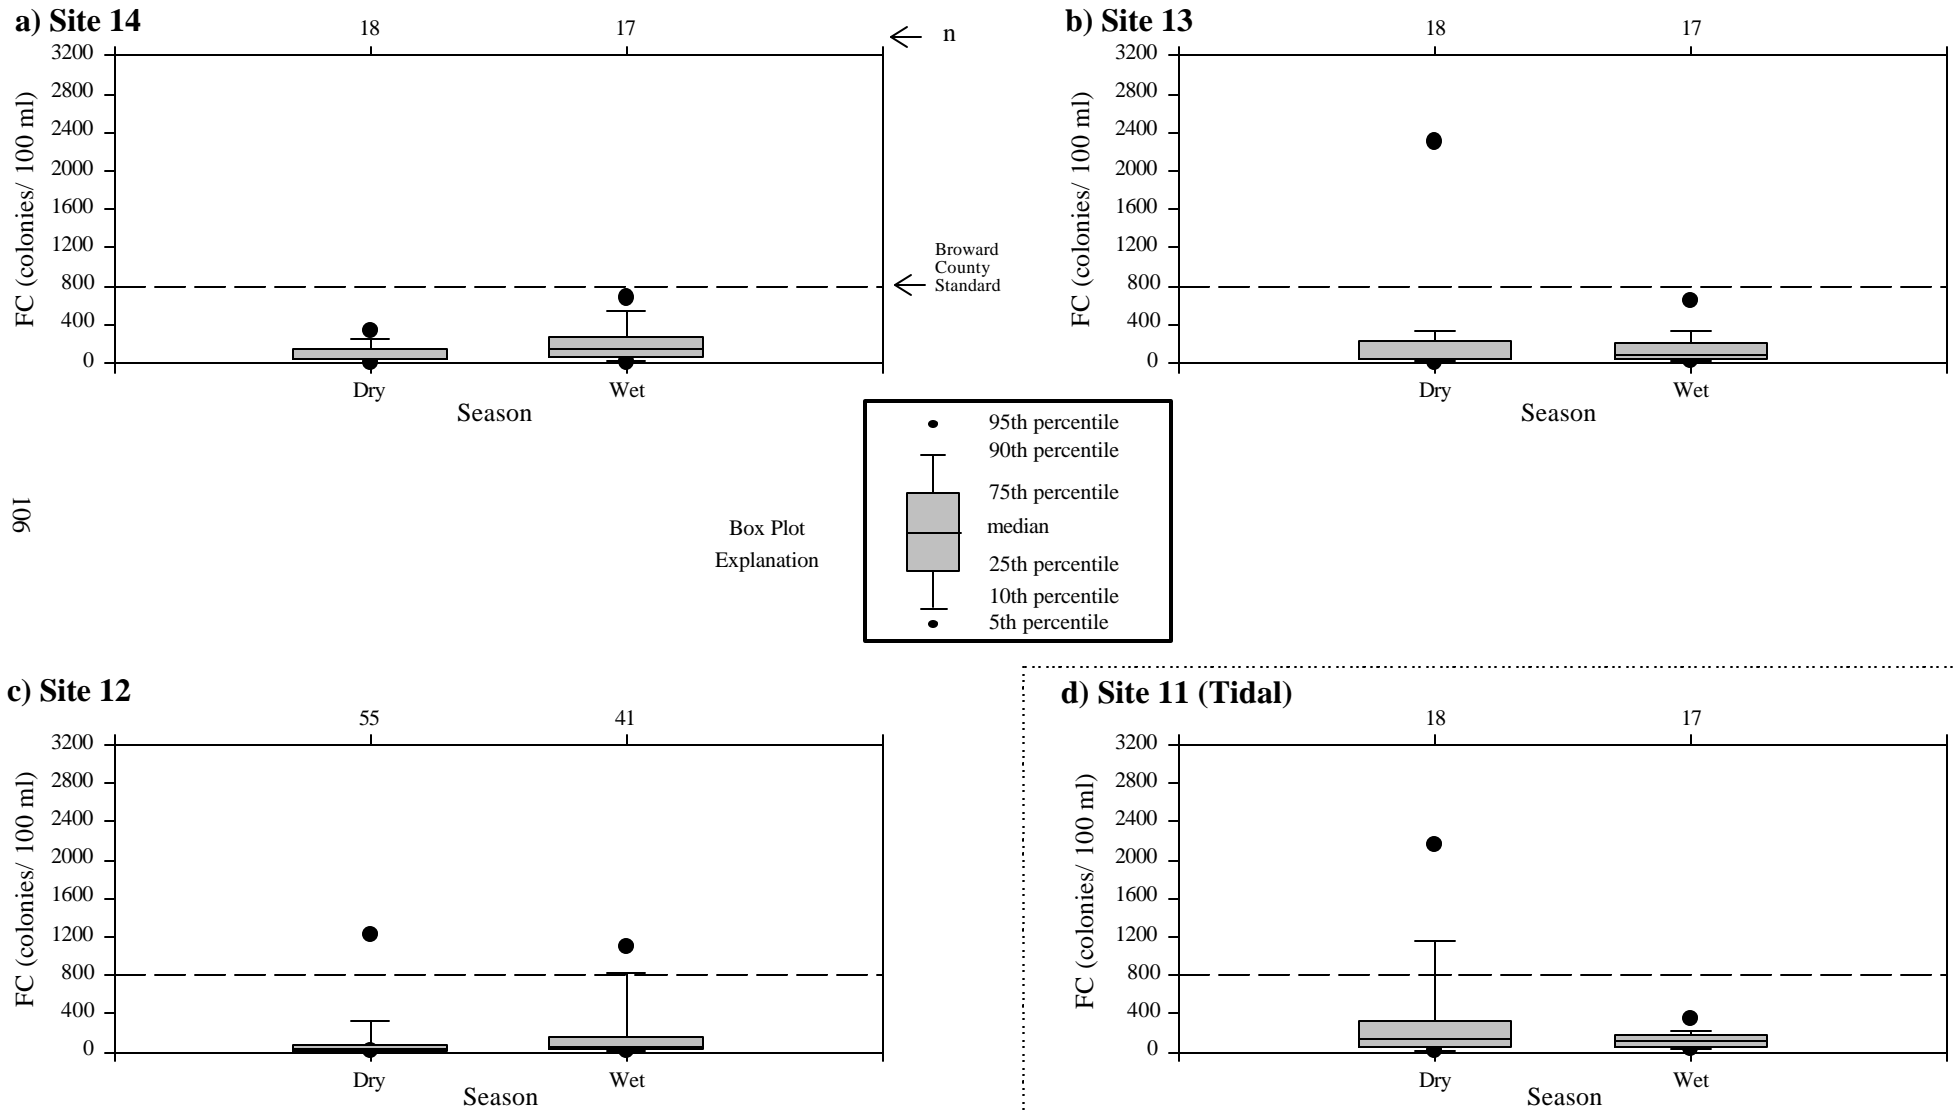 a) Site 14
18
17
n
3200
2800
2400
2000
1600
1200
800
400
0
FC (colonies/ 100 ml)
Dry
Wet
Season
Broward
County
Standard
b) Site 13
18
17
3200
2800
2400
2000
1600
1200
800
400
0
FC (colonies/ 100 ml)
Dry
Wet
Season
106
Box Plot
Explanation
95th percentile
90th percentile
75th percentile
median
25th percentile
10th percentile
5th percentile
c) Site 12
55
41
3200
2800
2400
2000
1600
1200
800
400
0
FC (colonies/ 100 ml)
Dry
Wet
Season
d) Site 11 (Tidal)
18
17
3200
2800
2400
2000
1600
1200
800
400
0
FC (colonies/ 100 ml)
Dry
Wet
Season